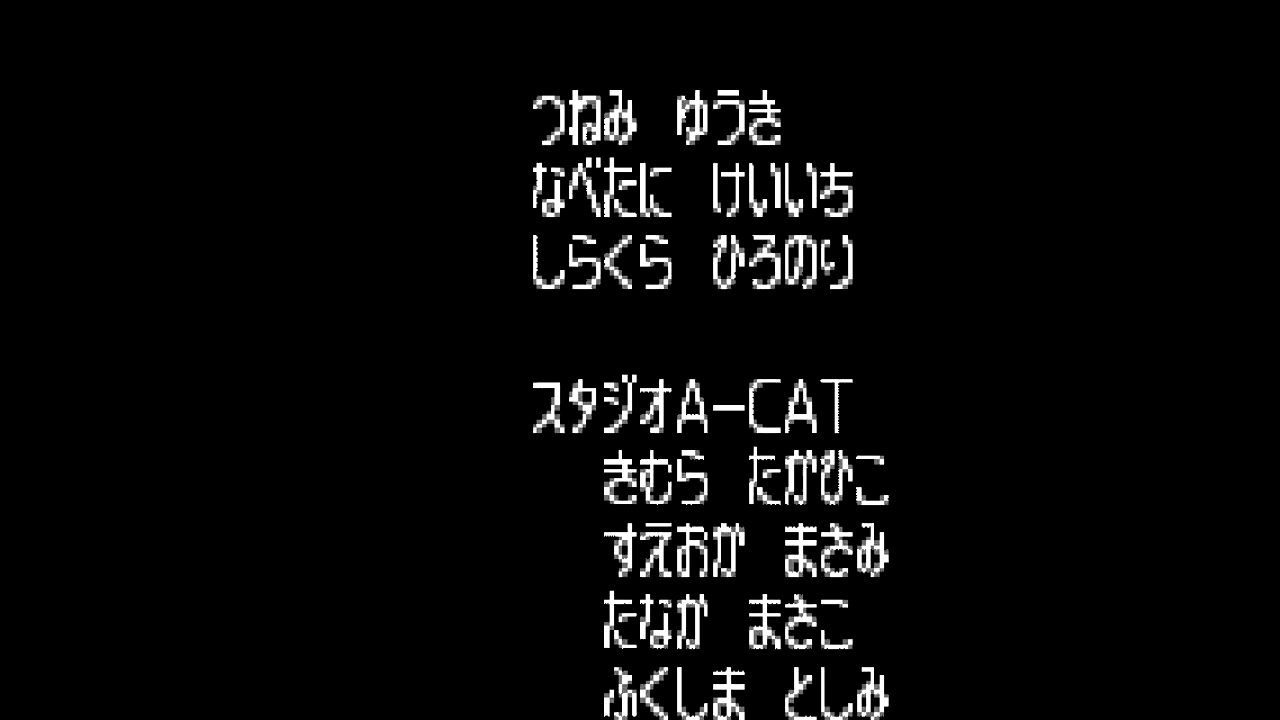 つねみ ゆうき
なべたに けいいち
しらくら ひろのり
スタジオA-CAT
きむら たかひこ
すえおか まさみ
たなか まきこ
ふくしま としみ